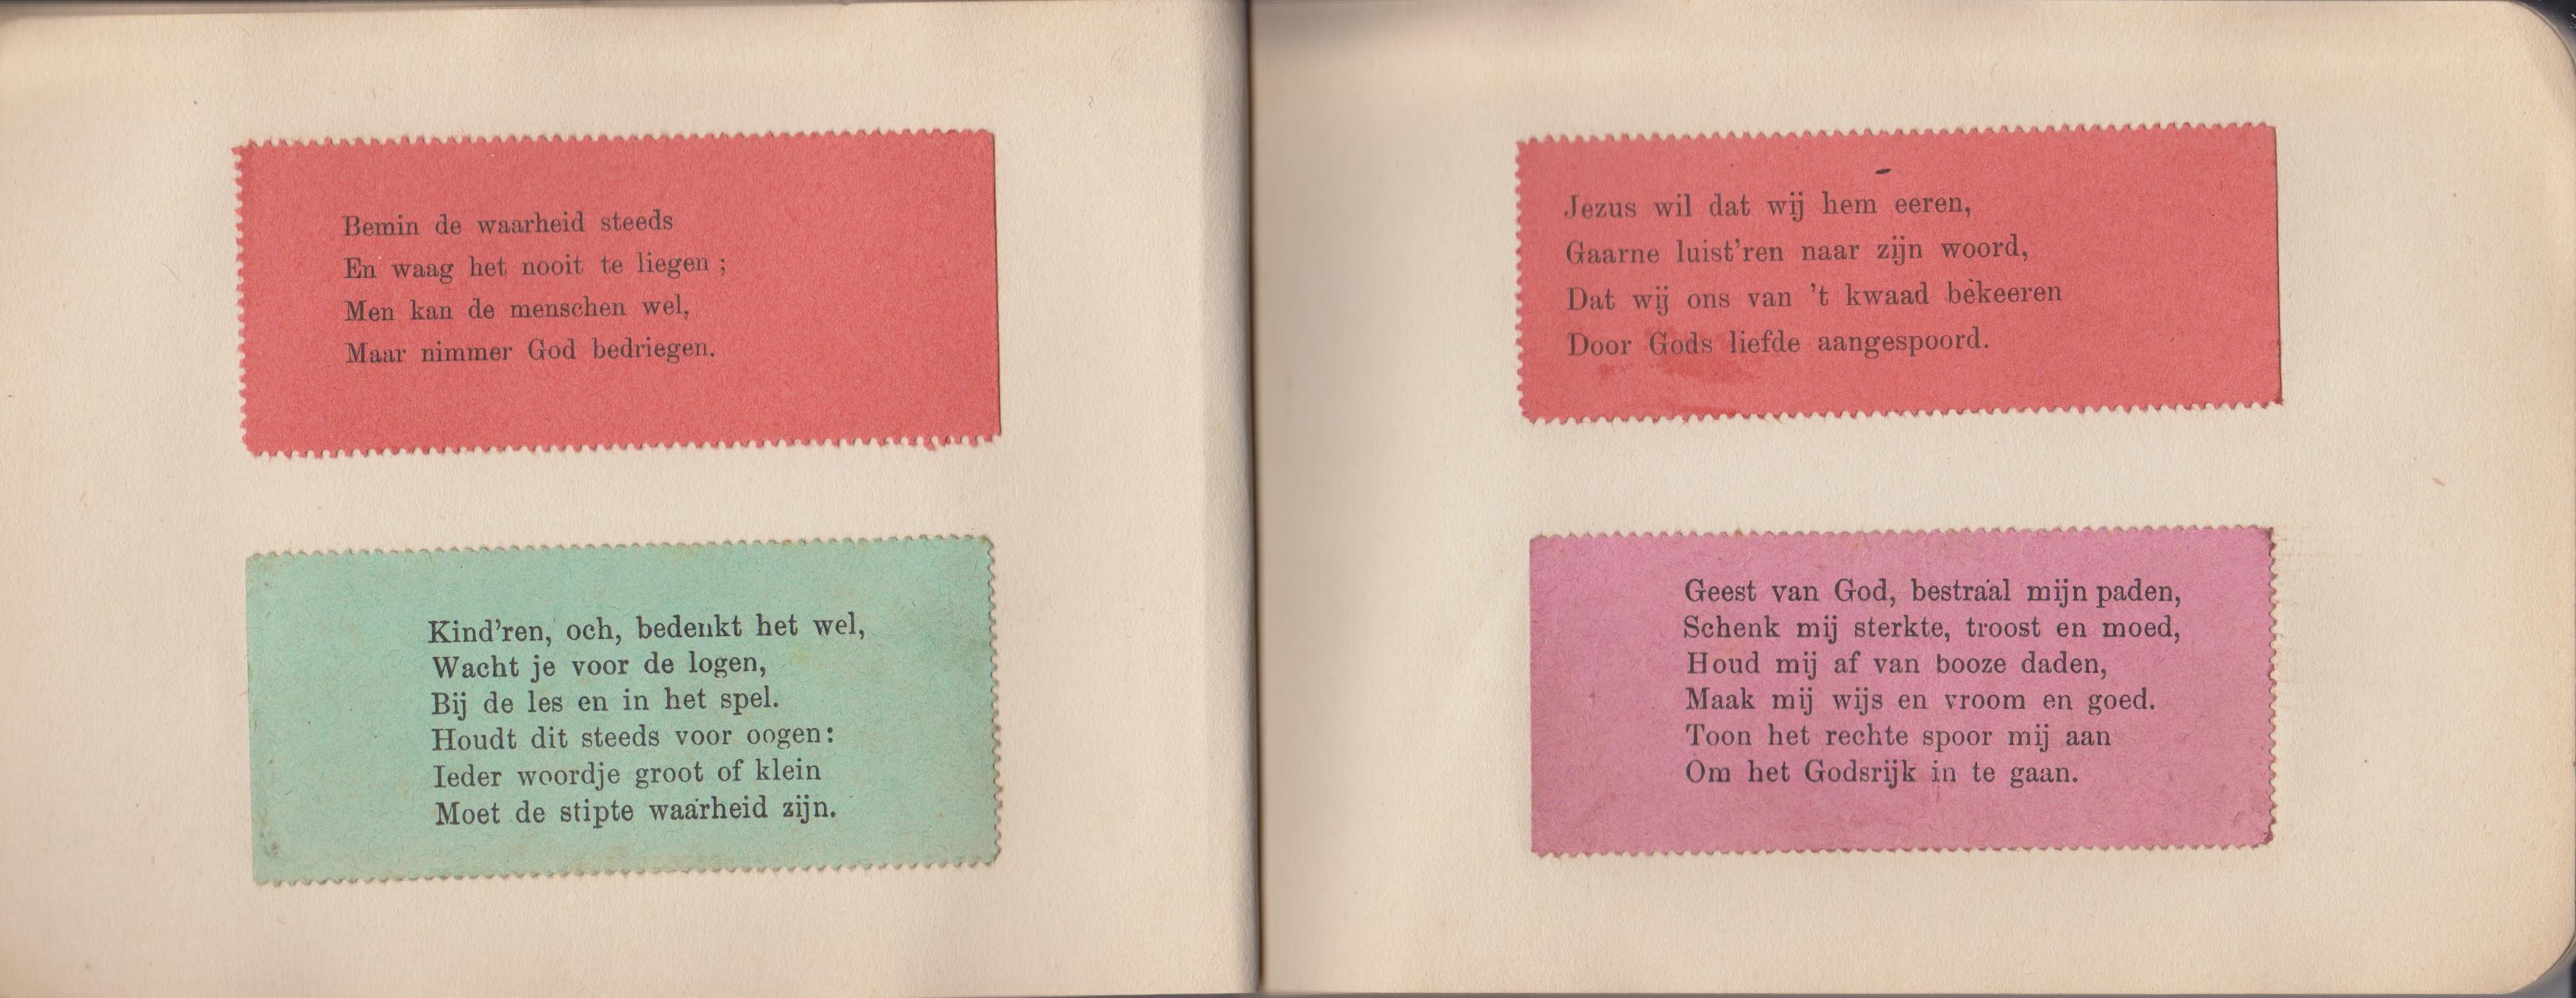 Bemin de waarheid steeds
En waag het nooit te liegen ;
Men kan de menschen wel,
Maar nimmer God bedriegen.
Kind'ren, och, bedenkt het wel,
Wacht je voor de logen,
Bij de les en in het spel.
Houdt dit steeds voor oogen:
Ieder woordje groot of klein
Moet de stipte waarheid zijn.
Jezus wil dat wij hem eeren,
Gaarne luist'ren naar zijn woord,
Dat wij ons van 't kwaad bekeeren
Door Gods liefde aangespoord.
Geest van God, bestraal mijn paden,
Schenk mij sterkte, troost en moed,
Houd mij af van booze daden,
Maak mij wijs en vroom en goed.
Toon het rechte spoor mij aan
Om het Godsrijk in te gaan.